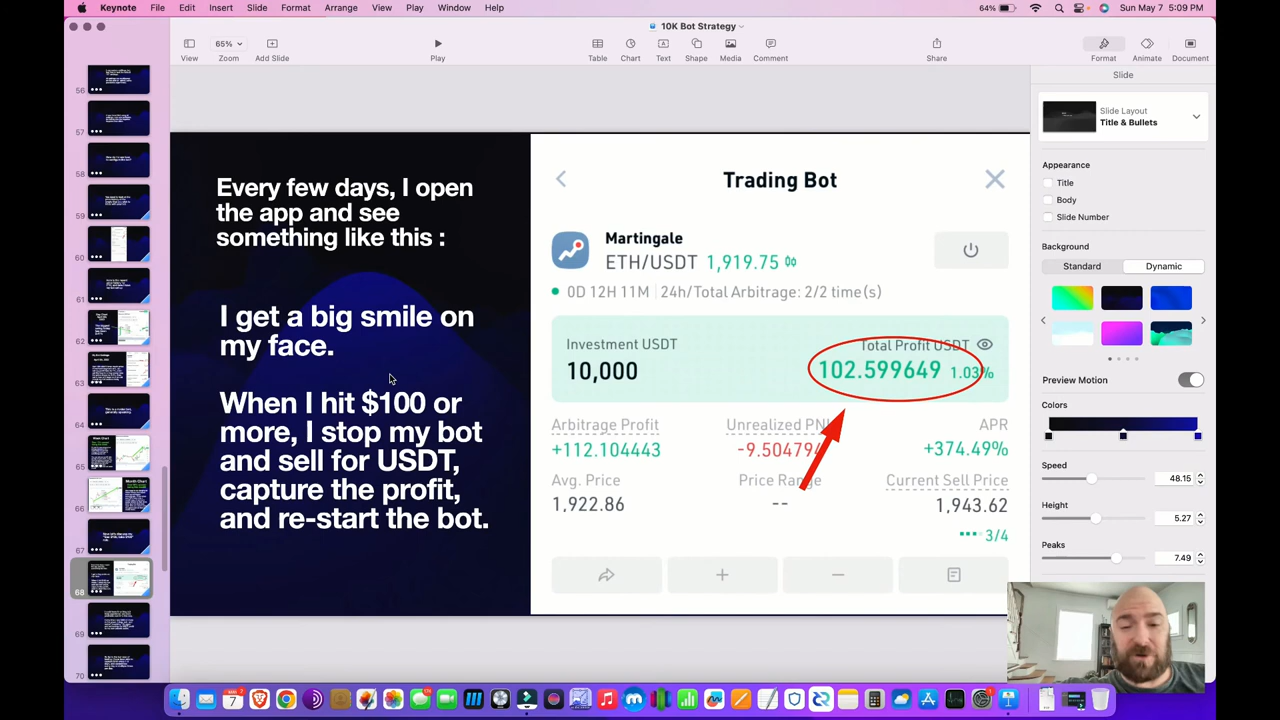 Keynote File Edit Insert Slide Format Arrange View Play Window Help 64% Sun May 7 5:09 PM
10K Bot Strategy
65%
View Zoom Add Slide Play Table Chart Text Shape Media Comment Share Format Animate Document
Slide
Slide Layout
Title & Bullets
Appearance
Title
Body
Slide Number
Background
Standard Dynamic
Preview Motion
Colors
Speed
48.15
Height
5.27
Peaks
7.49
56
57
58
59
60
61
62
63
64
65
66
67
68
69
70
Every few days, I open
the app and see
something like this :
I get a big smile on
my face.
When I hit $100 or
more, I stop my bot
and sell for USDT,
capture the profit,
and re-start the bot.
Trading Bot
Martingale
ETH/USDT 1,919.75
0D 12H 11M 24h/Total Arbitrage: 2/2 time(s)
Investment USDT Total Profit USDT
10,000 102.599649 1.03%
Arbitrage Profit Unrealized PN APR
+112.104443 -9.504794 +374.49%
Avg. Price Price Range Current Sell Price
1,922.86 -- 1,943.62
3/4